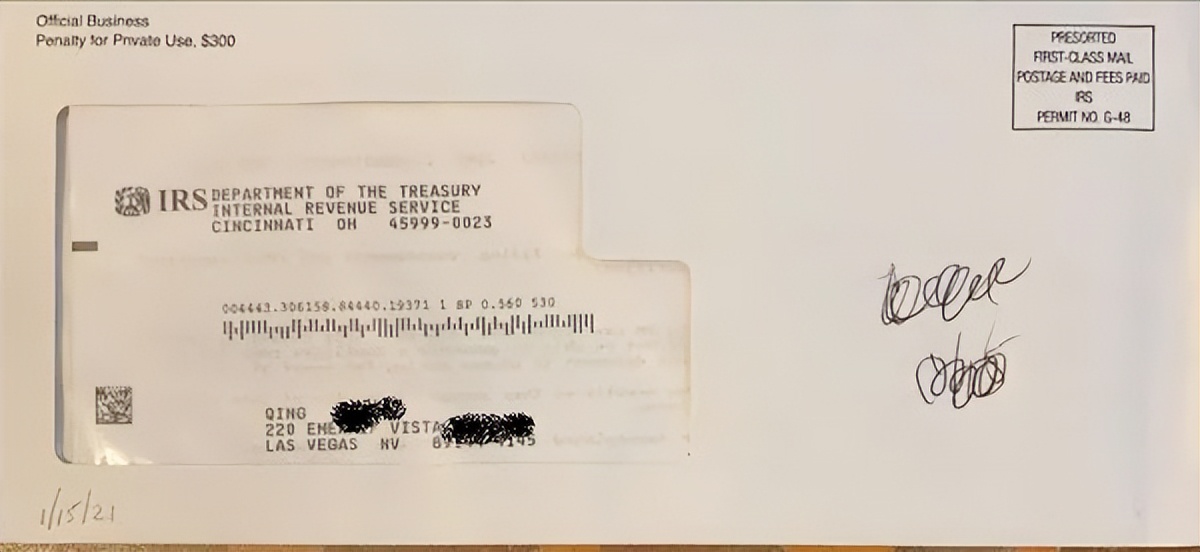 Official Business
Penalty for Private Use, $300
PRESORTED
FIRST-CLASS MAIL
POSTAGE AND FEES PAID
IRS
PERMIT NO. G-48
IRS DEPARTMENT OF THE TREASURY
INTERNAL REVENUE SERVICE
CINCINNATI OH 45999-0023
004443.306158.84440.19371 1 SP 0.560 530
QING
220 VISTA
LAS VEGAS NV
1/15/21